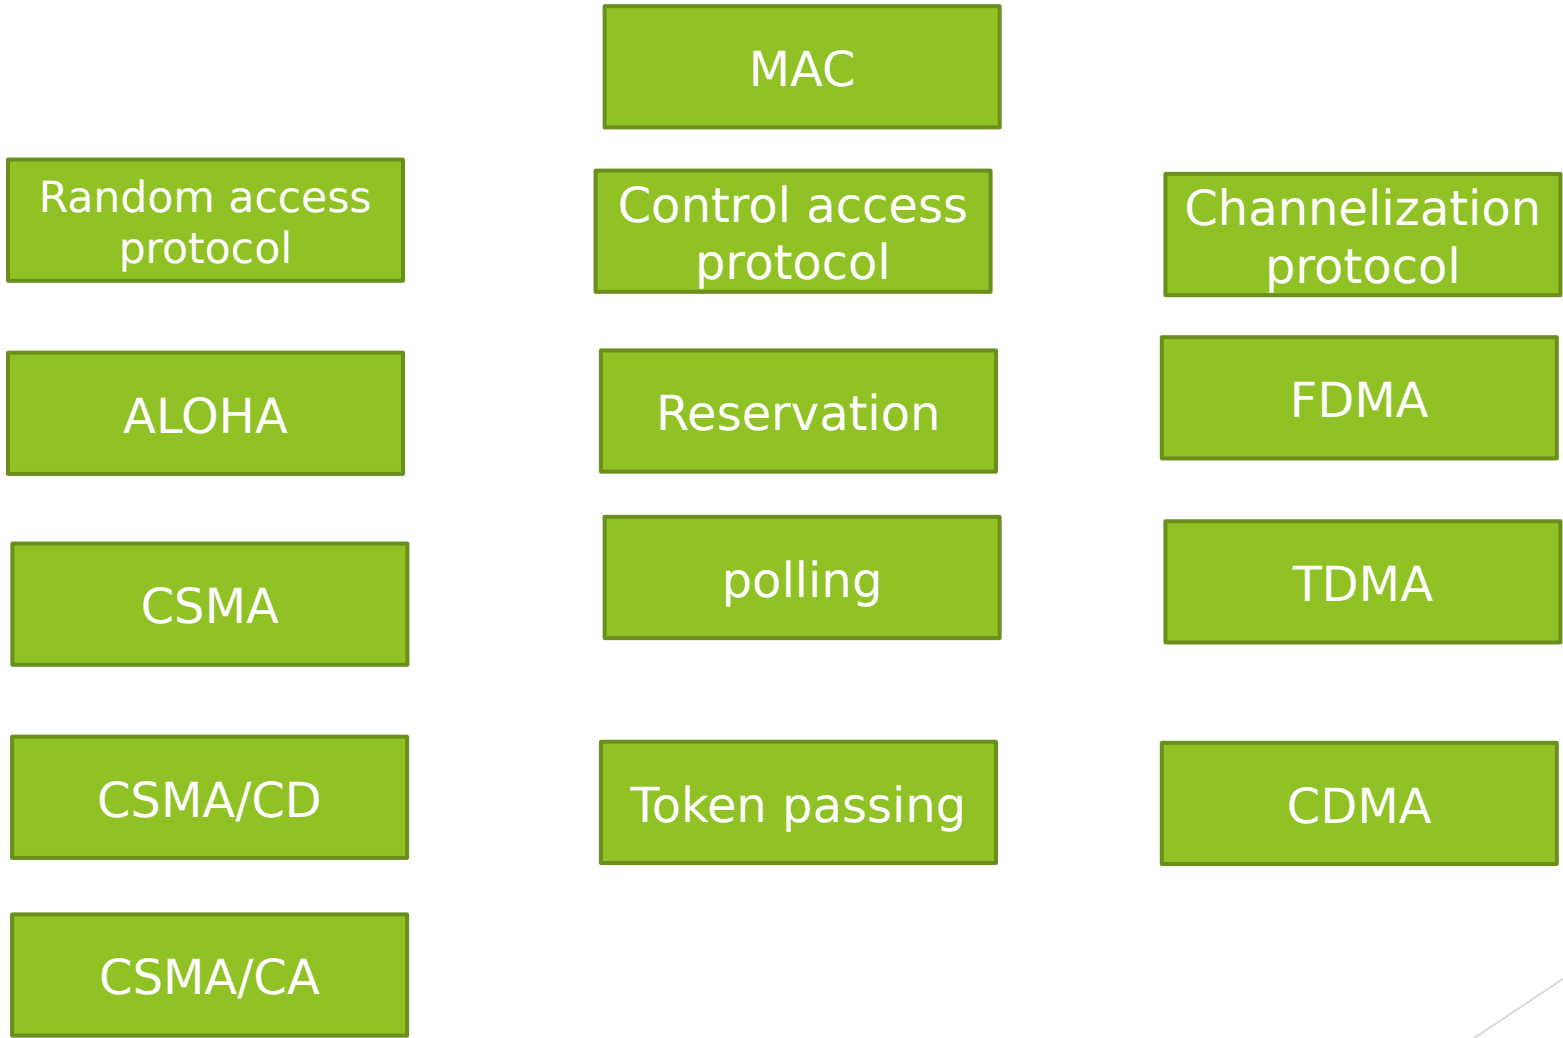 MAC
Random access
protocol
Control access
protocol
Channelization
protocol
ALOHA
Reservation
FDMA
CSMA
polling
TDMA
CSMA/CD
Token passing
CDMA
CSMA/CA